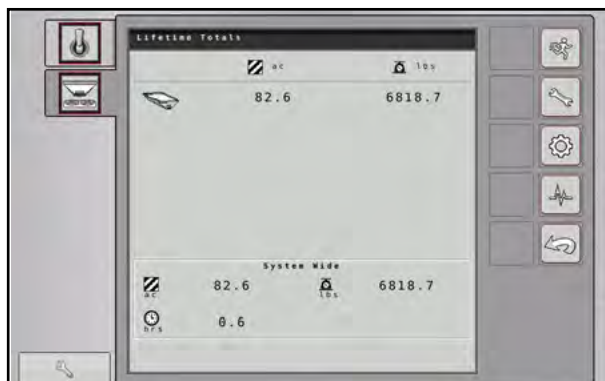 Lifetime Totals
ac lbs
82.6 6818.7
System Wide
ac 82.6 lbs 6818.7
hrs 0.6